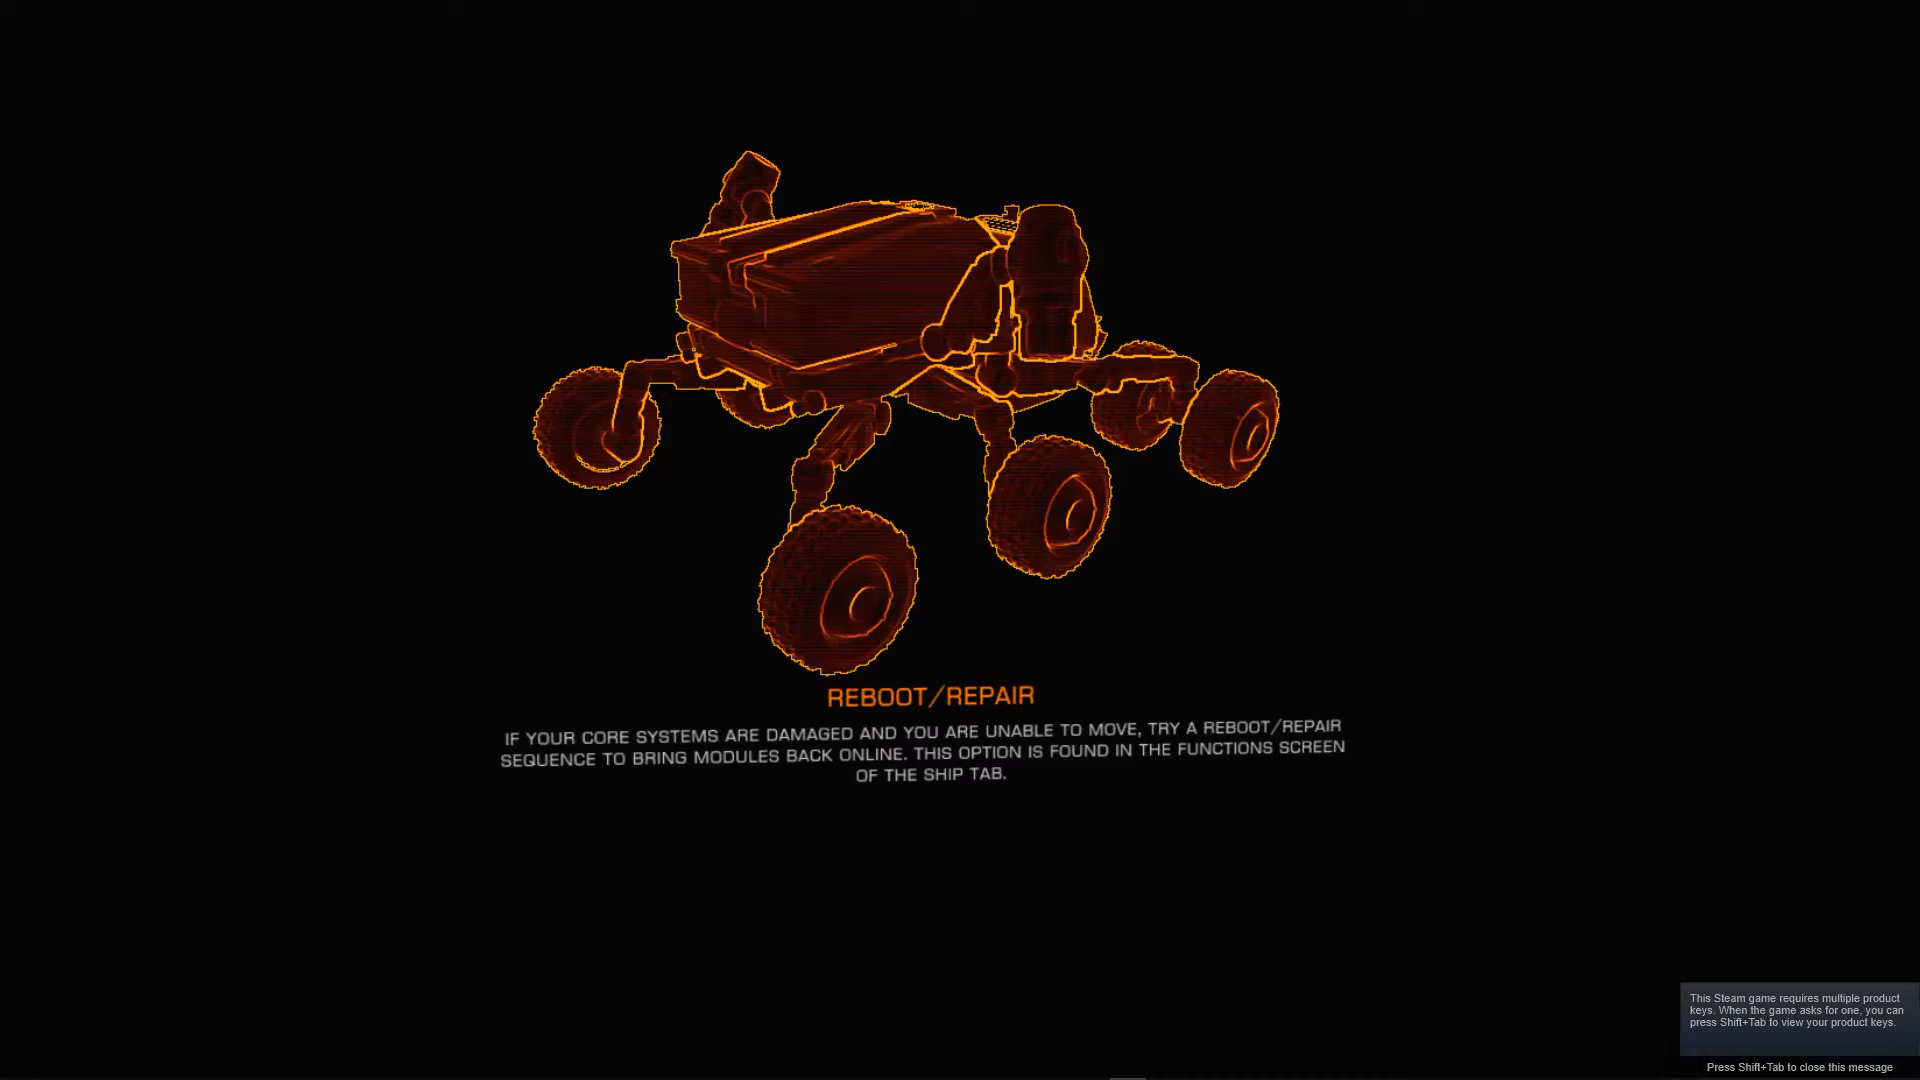 REBOOT/REPAIR
IF YOUR CORE SYSTEMS ARE DAMAGED AND YOU ARE UNABLE TO MOVE, TRY A REBOOT/REPAIR
SEQUENCE TO BRING MODULES BACK ONLINE. THIS OPTION IS FOUND IN THE FUNCTIONS SCREEN
OF THE SHIP TAB.
This Steam game requires multiple product
keys. When the game asks for one, you can
press Shift+Tab to view your product keys.
Press Shift+Tab to close this message